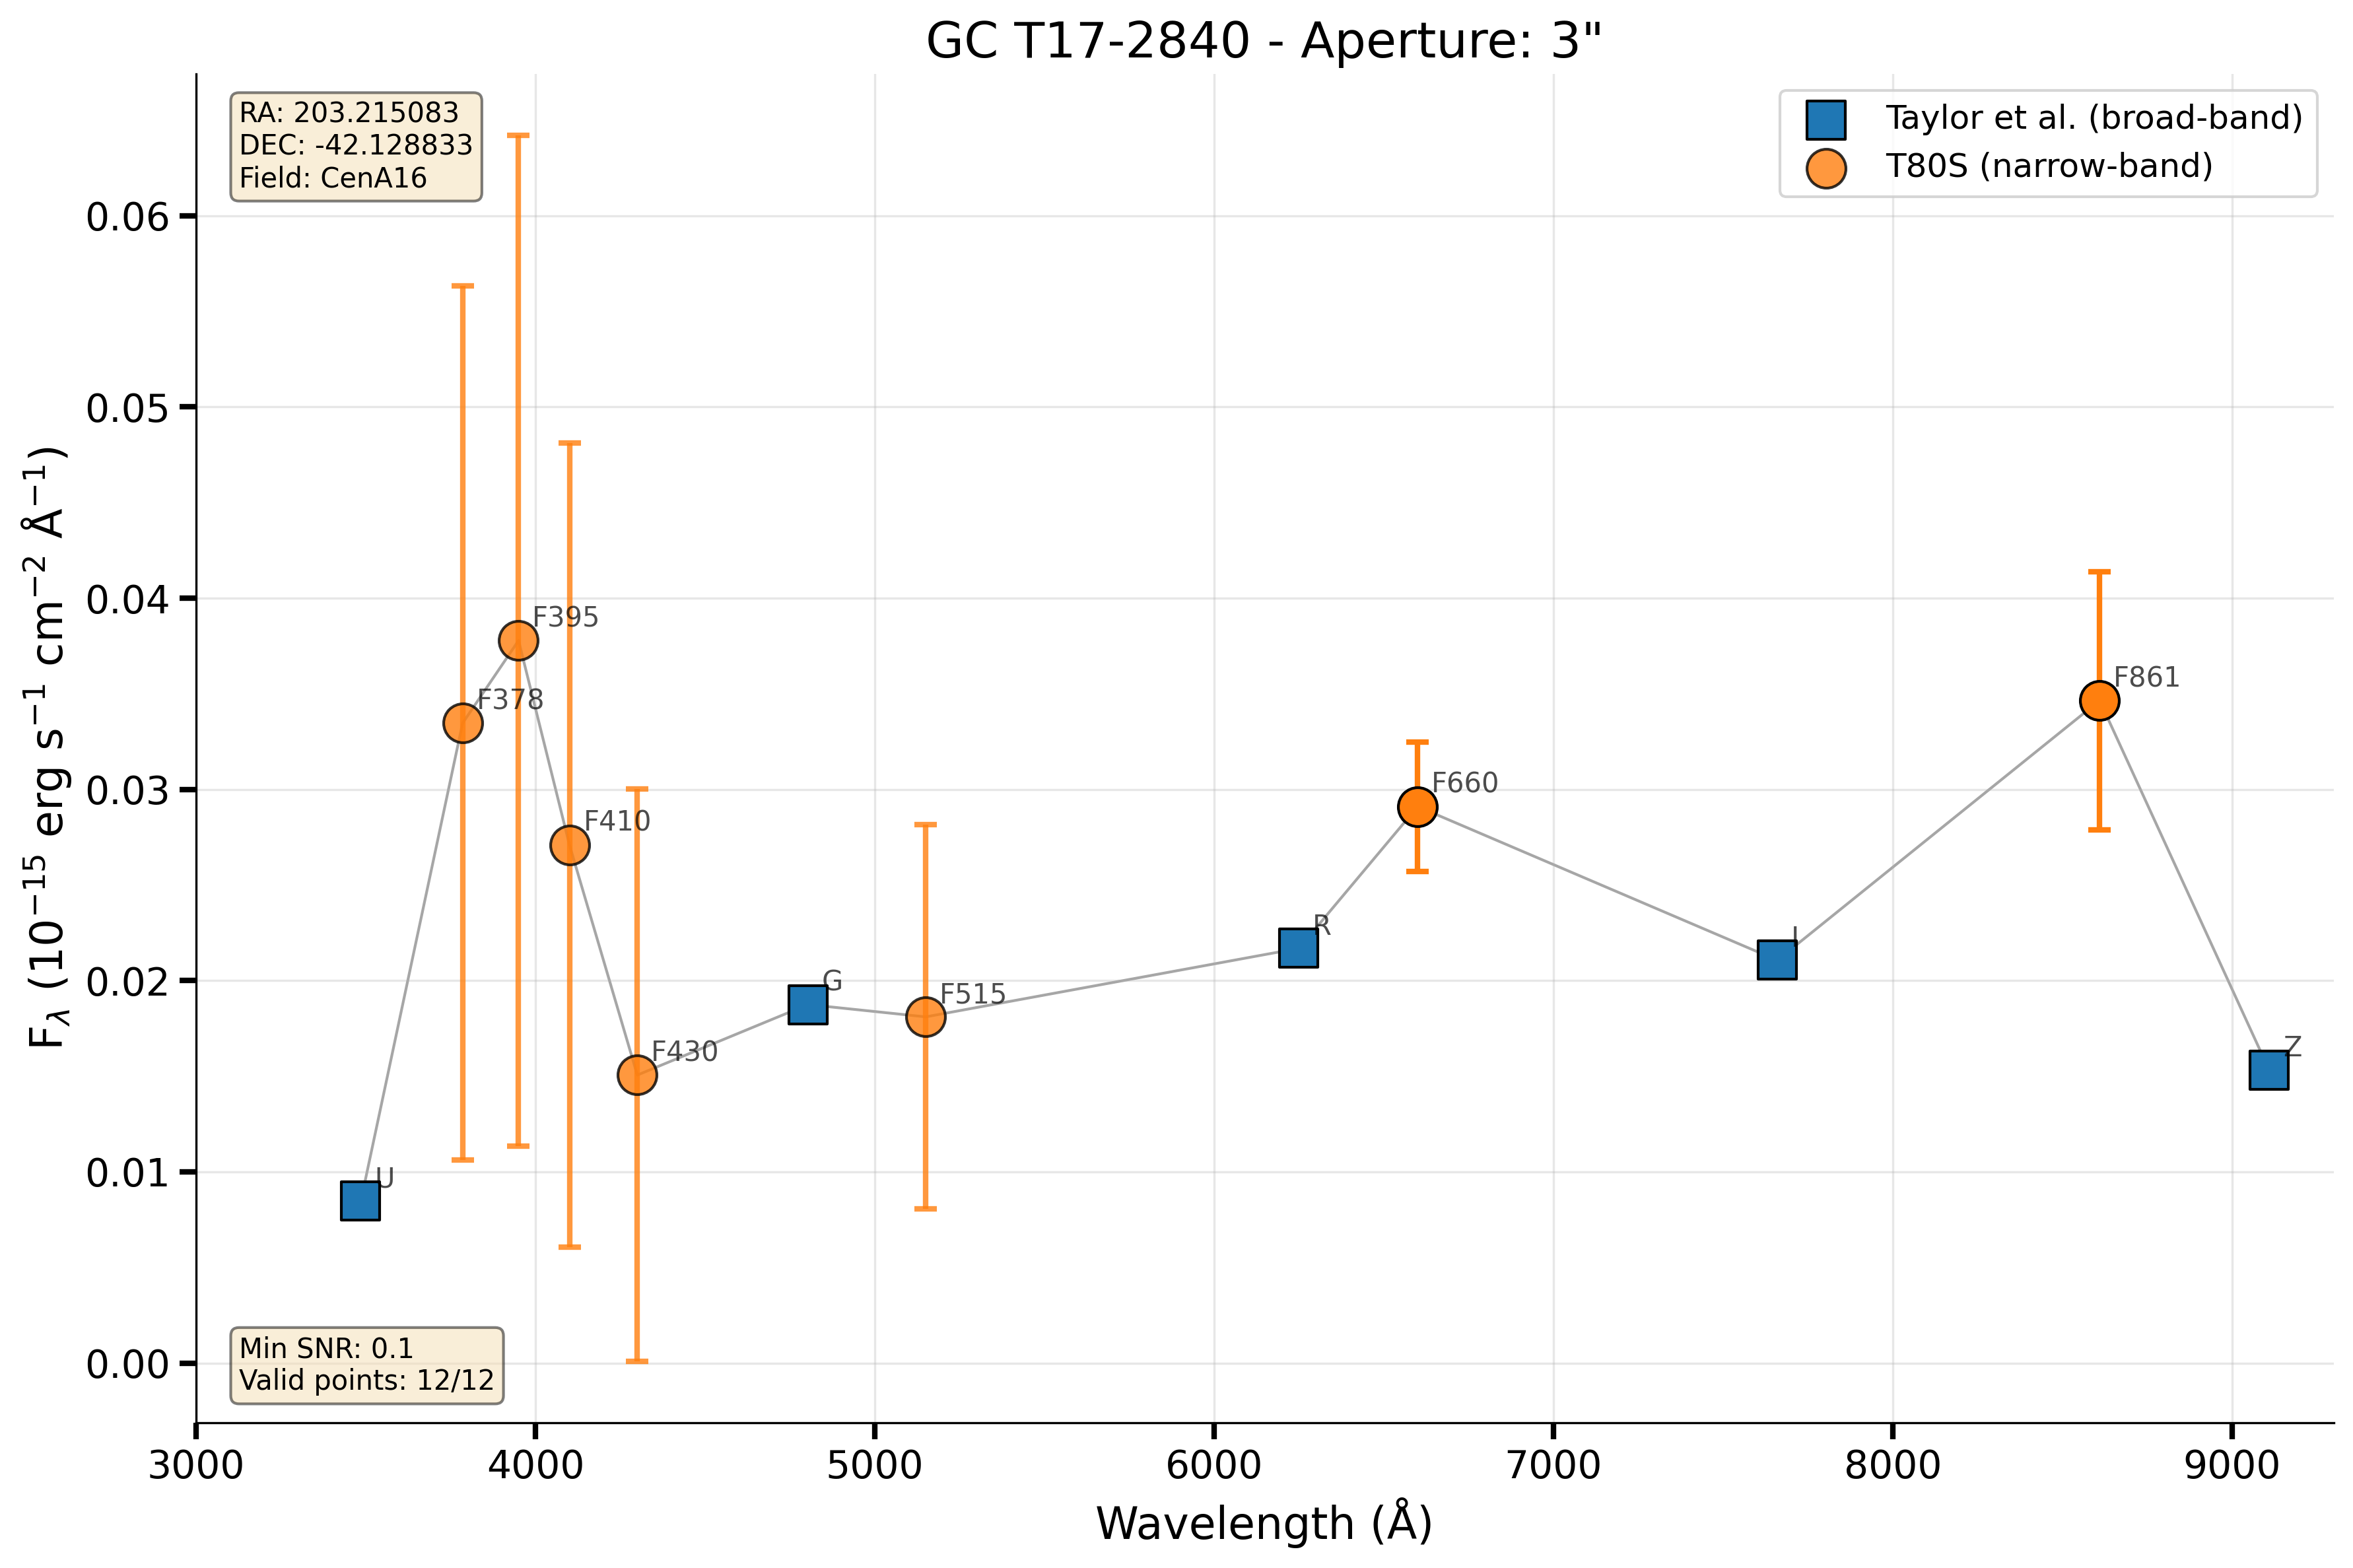 GC T17-2840 - Aperture: 3"
RA: 203.215083
DEC: -42.128833
Field: CenA16
Taylor et al. (broad-band)
T80S (narrow-band)
F_λ (10⁻¹⁵ erg s⁻¹ cm⁻² Å⁻¹)
0.06
0.05
0.04
0.03
0.02
0.01
0.00
U
F378
F395
F410
F430
G
F515
R
F660
I
F861
Z
Min SNR: 0.1
Valid points: 12/12
3000 4000 5000 6000 7000 8000 9000
Wavelength (Å)